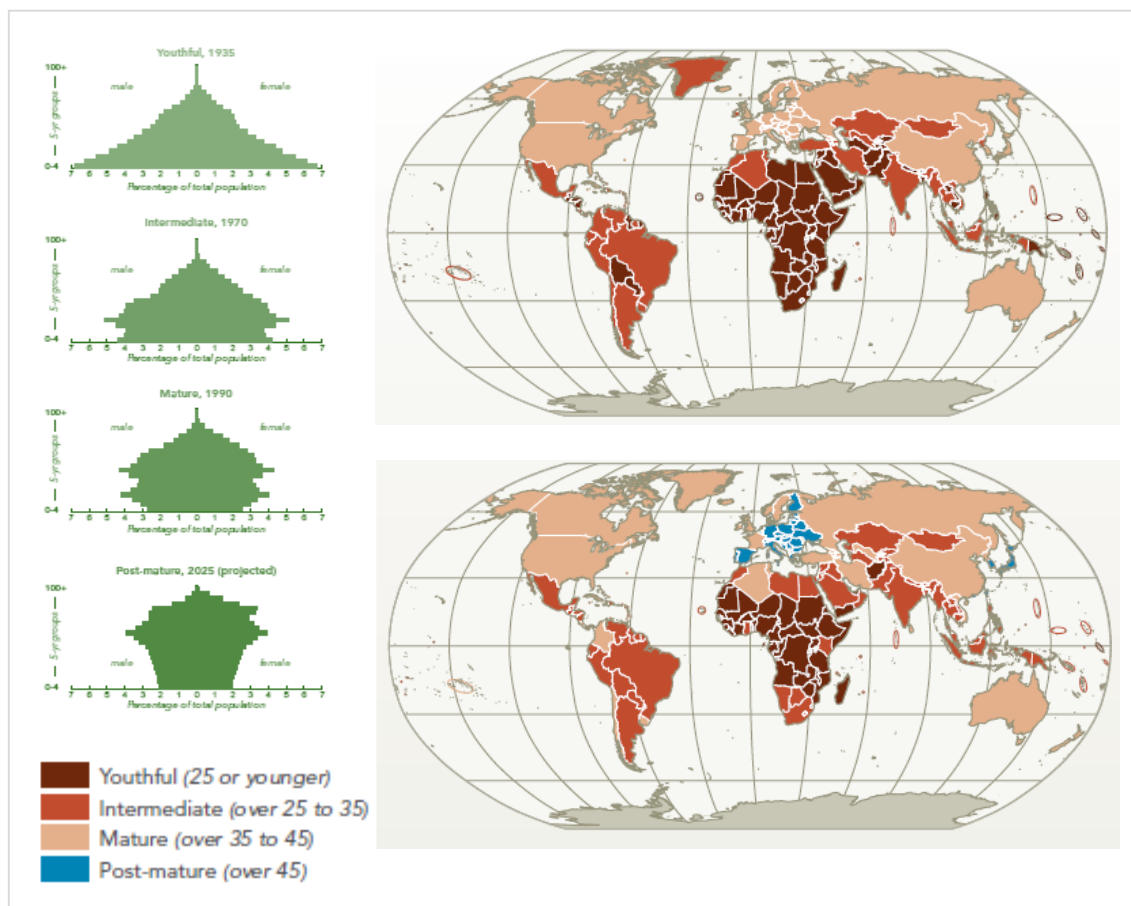 Youthful, 1935
100+
male
female
5-yr groups
0-4
7 6 5 4 3 2 1 0 1 2 3 4 5 6 7
Percentage of total population
Intermediate, 1970
100+
male
female
5-yr groups
0-4
7 6 5 4 3 2 1 0 1 2 3 4 5 6 7
Percentage of total population
Mature, 1990
100+
male
female
5-yr groups
0-4
7 6 5 4 3 2 1 0 1 2 3 4 5 6 7
Percentage of total population
Post-mature, 2025 (projected)
100+
5-yr groups
male
female
0-4
7 6 5 4 3 2 1 0 1 2 3 4 5 6 7
Percentage of total population
Youthful (25 or younger)
Intermediate (over 25 to 35)
Mature (over 35 to 45)
Post-mature (over 45)